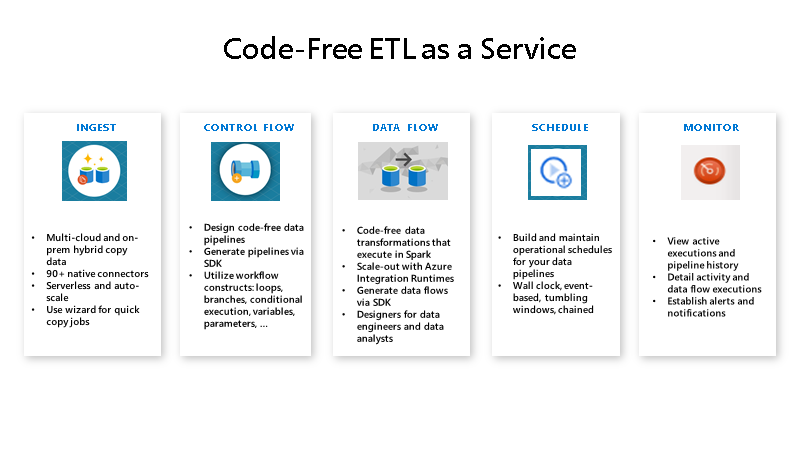 Code-Free ETL as a Service
INGEST
• Multi-cloud and on-
prem hybrid copy
data
• 90+ native connectors
• Serverless and auto-
scale
• Use wizard for quick
copy jobs
CONTROL FLOW
• Design code-free data
pipelines
• Generate pipelines via
SDK
• Utilize workflow
constructs: loops,
branches, conditional
execution, variables,
parameters, ...
DATA FLOW
• Code-free data
transformations that
execute in Spark
• Scale-out with Azure
Integration Runtimes
• Generate data flows
via SDK
• Designers for data
engineers and data
analysts
SCHEDULE
• Build and maintain
operational schedules
for your data
pipelines
• Wall clock, event-
based, tumbling
windows, chained
MONITOR
• View active
executions and
pipeline history
• Detail activity and
data flow executions
• Establish alerts and
notifications